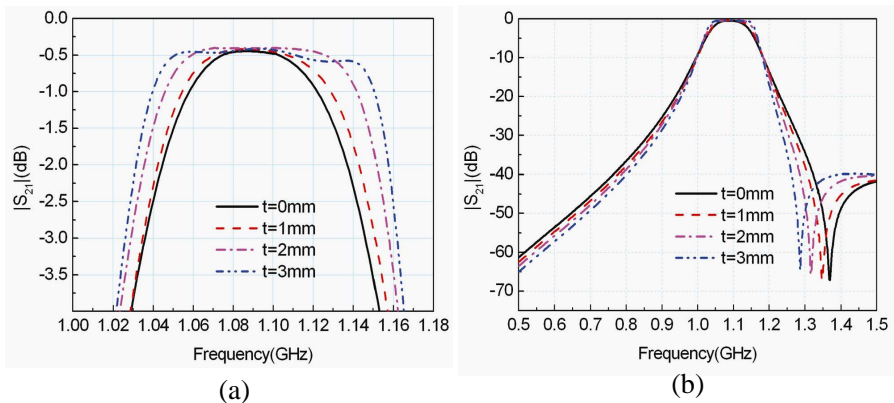 0.0
-0.5
-1.0
-1.5
-2.0
-2.5
-3.0
-3.5
|S21|(dB)
t=0mm
t=1mm
t=2mm
t=3mm
1.00 1.02 1.04 1.06 1.08 1.10 1.12 1.14 1.16 1.18
Frequency(GHz)
(a)
0
-10
-20
-30
-40
-50
-60
-70
|S21|(dB)
t=0mm
t=1mm
t=2mm
t=3mm
0.5 0.6 0.7 0.8 0.9 1.0 1.1 1.2 1.3 1.4 1.5
Frequency(GHz)
(b)